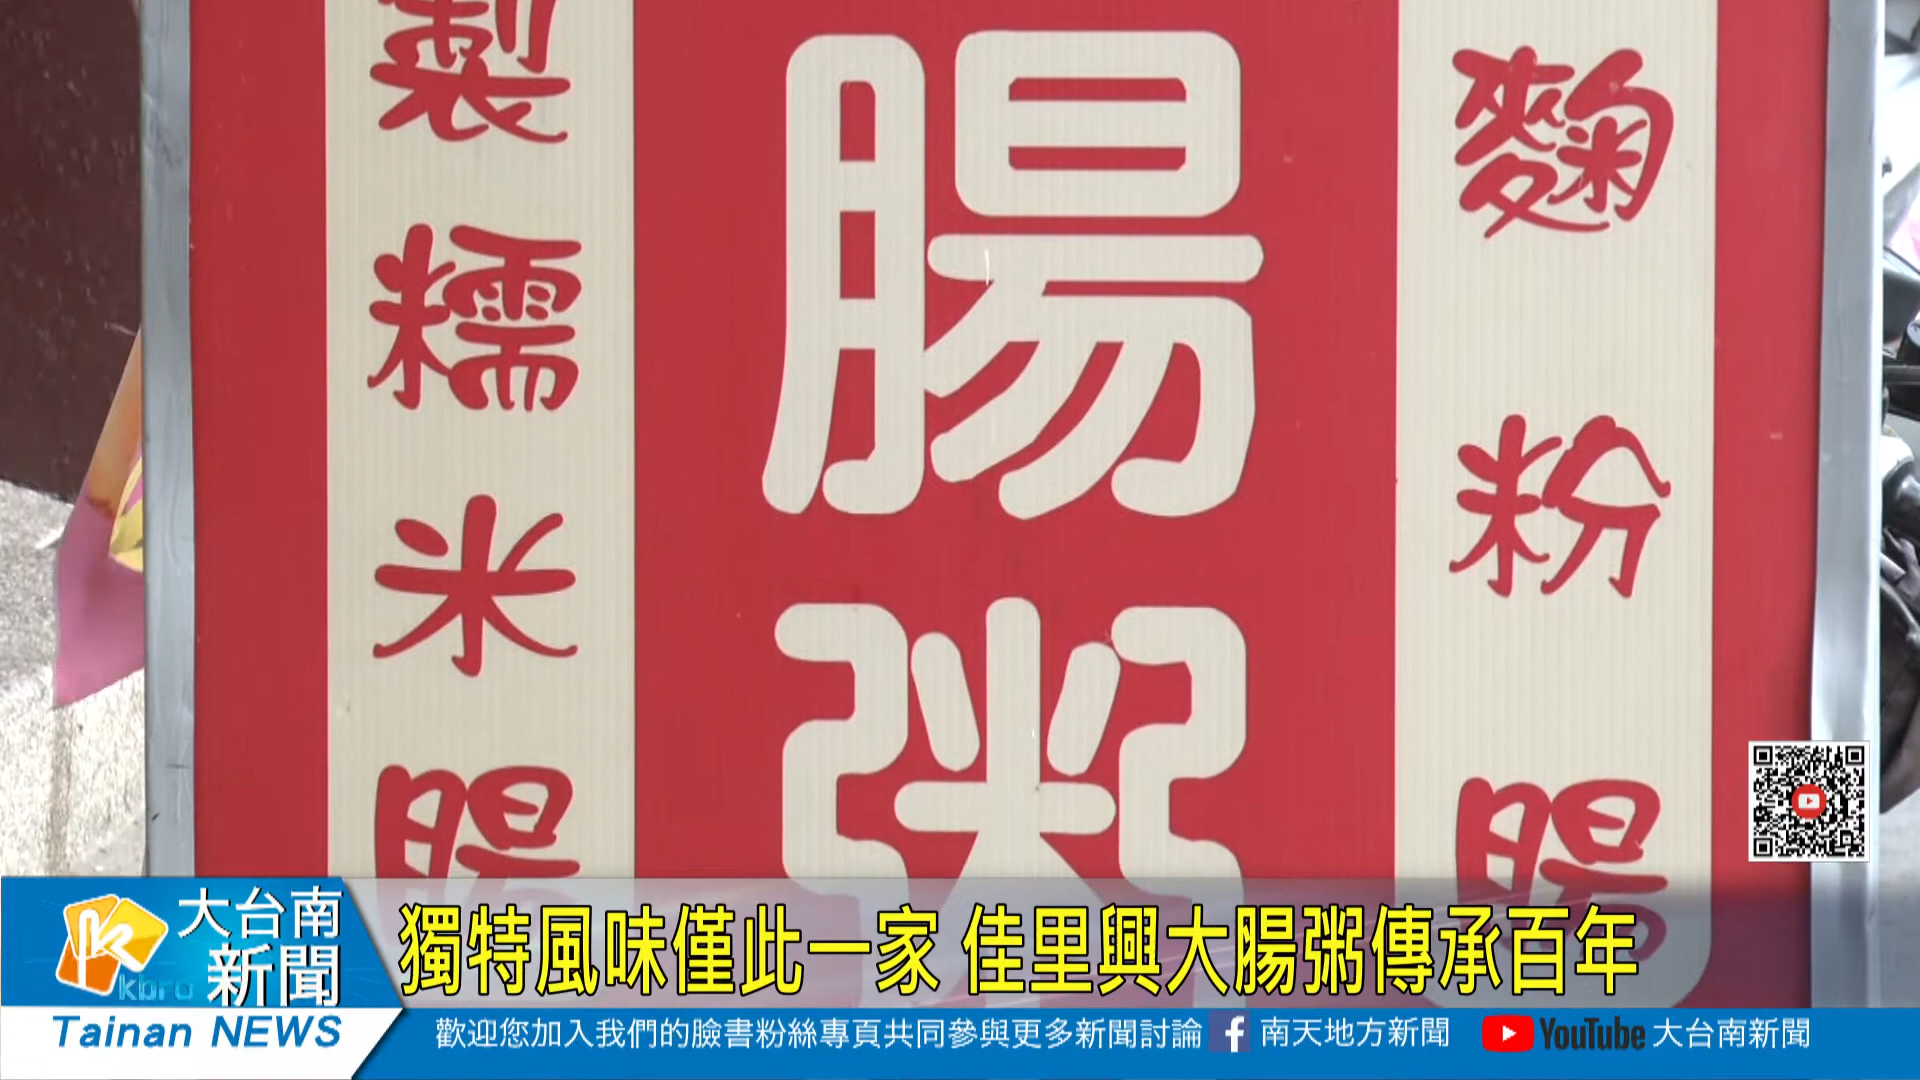 製糯米腸
腸粥
麴粉腸
大台南
新聞
kbro
Tainan NEWS
獨特風味僅此一家 佳里興大腸粥傳承百年
歡迎您加入我們的臉書粉絲專頁共同參與更多新聞討論 南天地方新聞 YouTube 大台南新聞